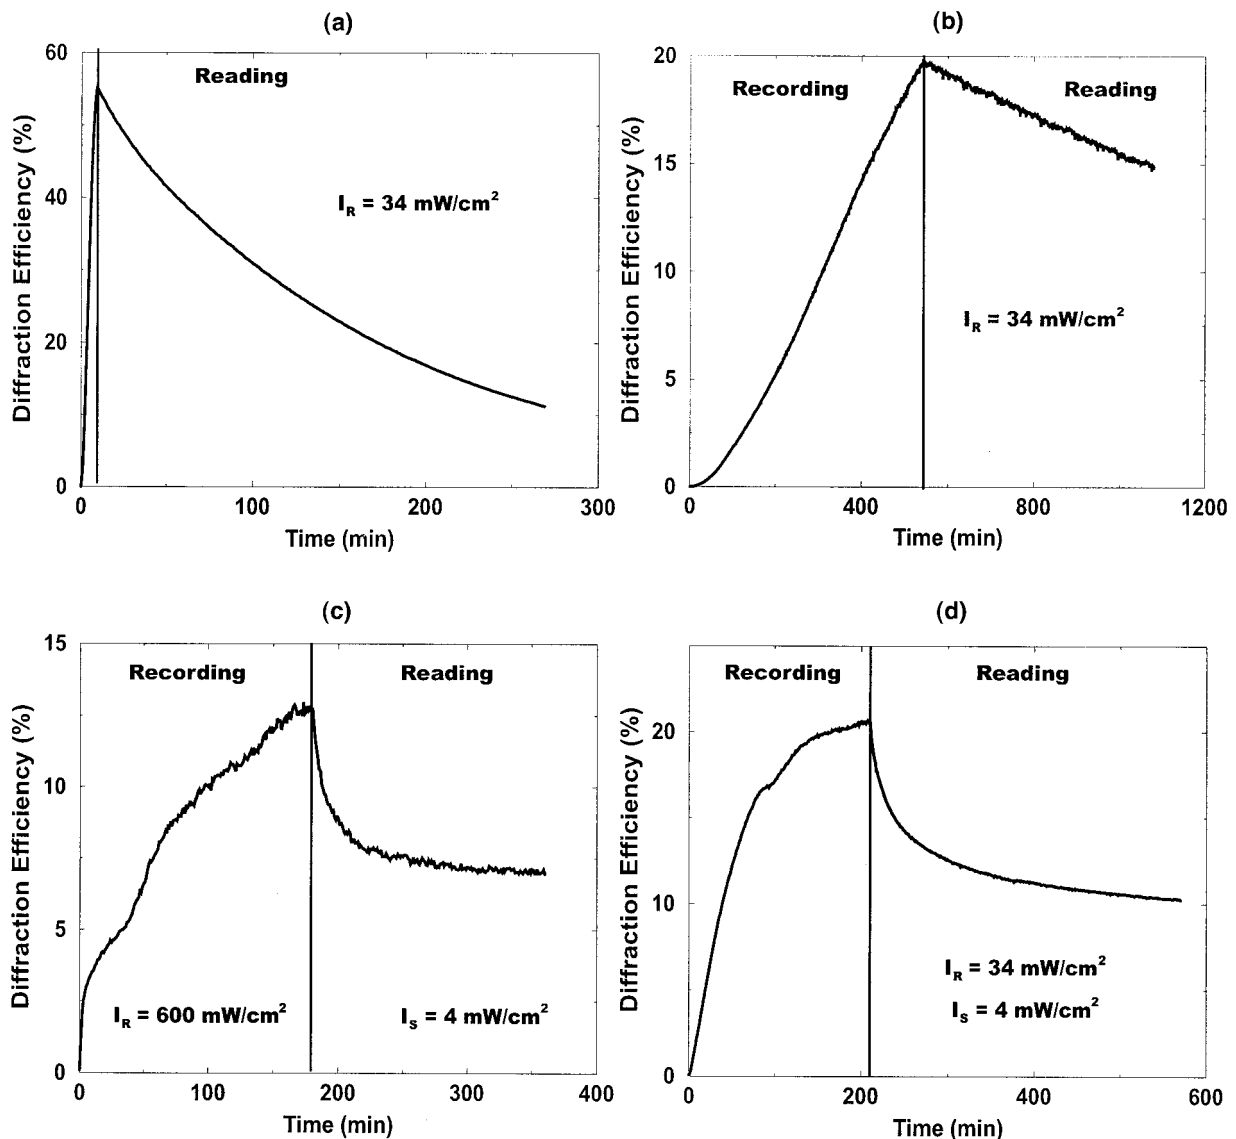 (a)
60
40
20
0
Diffraction Efficiency (%)
Reading
I_R = 34 mW/cm²
0 100 200 300
Time (min)
(b)
20
15
10
5
0
Diffraction Efficiency (%)
Recording Reading
I_R = 34 mW/cm²
0 400 800 1200
Time (min)
(c)
15
10
5
0
Diffraction Efficiency (%)
Recording Reading
I_R = 600 mW/cm² I_S = 4 mW/cm²
0 100 200 300 400
Time (min)
(d)
20
10
0
Diffraction Efficiency (%)
Recording Reading
I_R = 34 mW/cm²
I_S = 4 mW/cm²
0 200 400 600
Time (min)